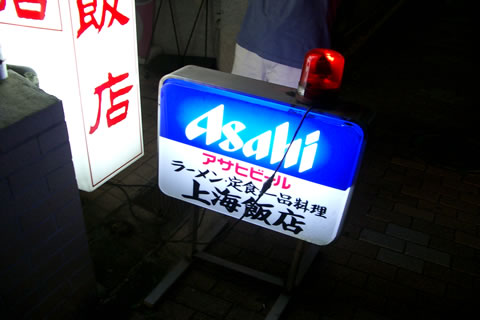 飯店
店
Asahi
アサヒビール
ラーメン・定食・一品料理
上海飯店